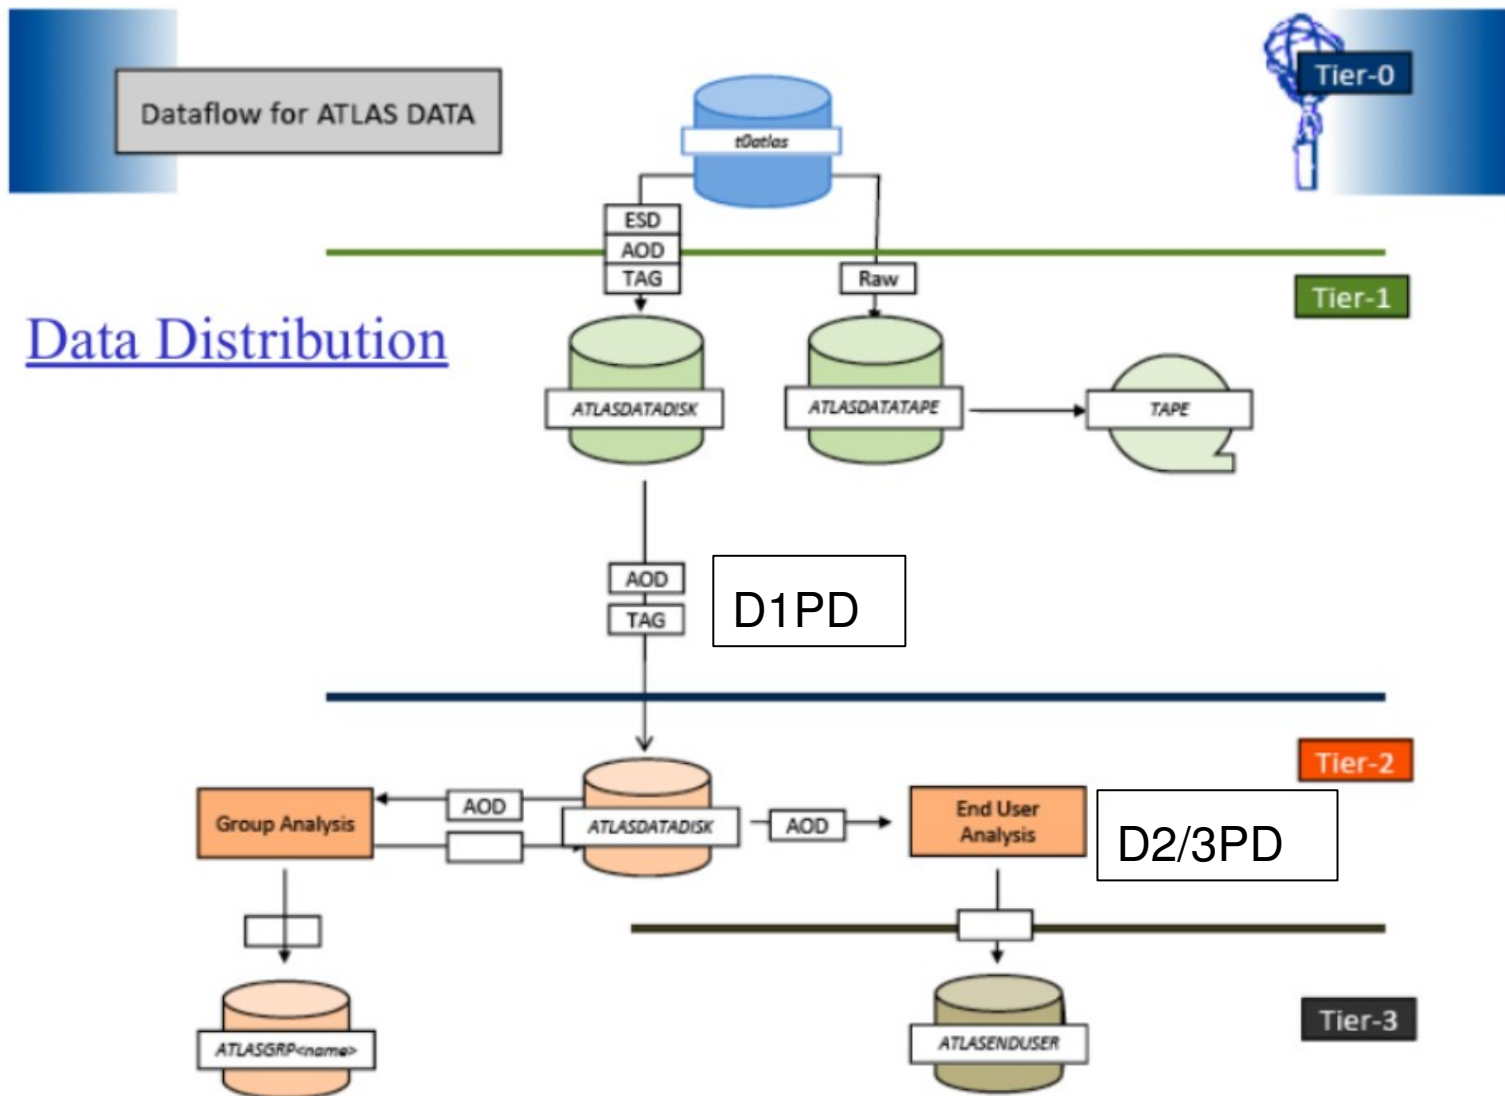 Dataflow for ATLAS DATA
Tier-0
t0atlas
ESD
AOD
TAG
Raw
Tier-1
Data Distribution
ATLASDATADISK
ATLASDATATAPE
TAPE
AOD
TAG
D1PD
Tier-2
Group Analysis
AOD
ATLASDATADISK
AOD
End User
Analysis
D2/3PD
Tier-3
ATLASGRP<name>
ATLASENDUSER